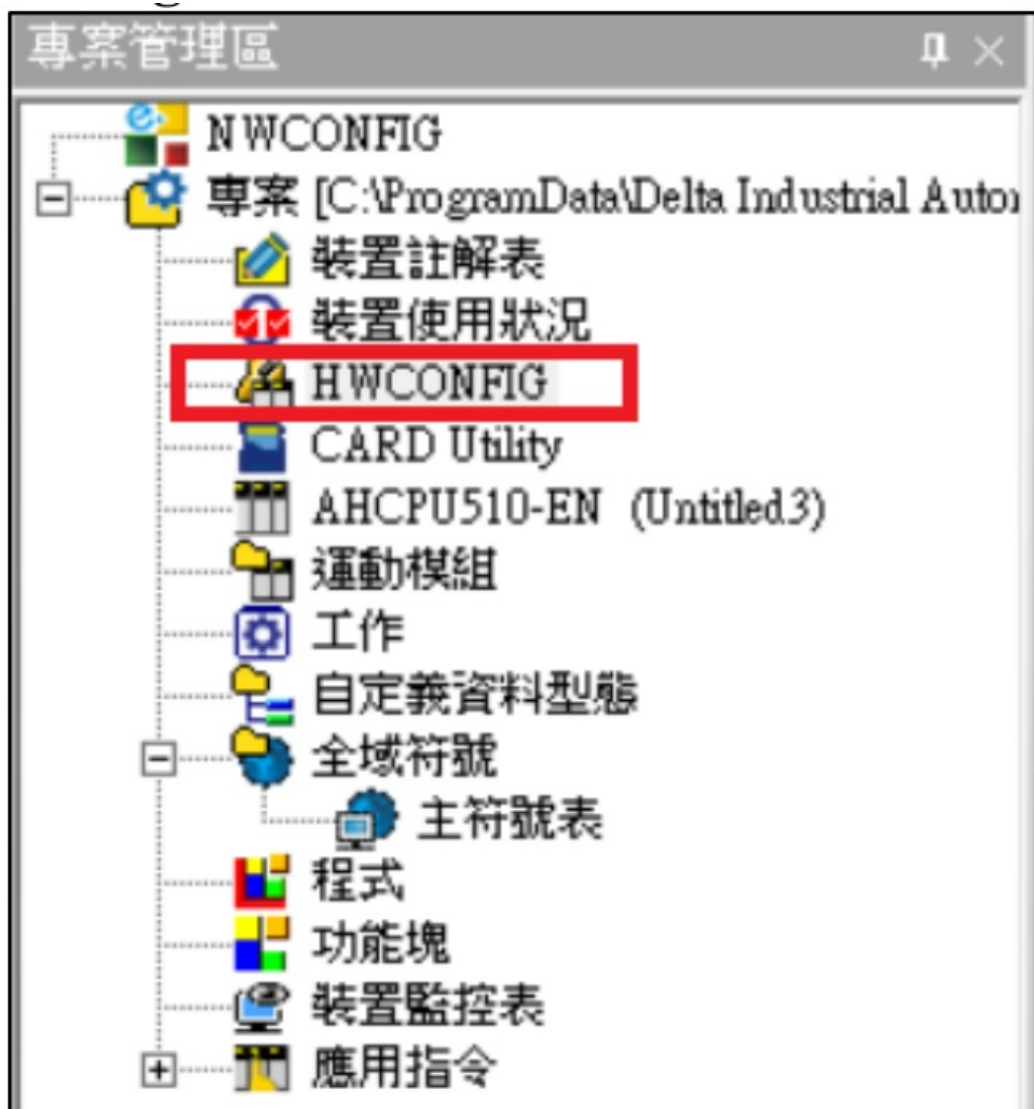 專案管理區
NWCONFIG
專案 [C:\ProgramData\Delta Industrial Autor
裝置註解表
裝置使用狀況
HWCONFIG
CARD Utility
AHCPU510-EN (Untitled3)
運動模組
工作
自定義資料型態
全域符號
主符號表
程式
功能塊
裝置監控表
應用指令